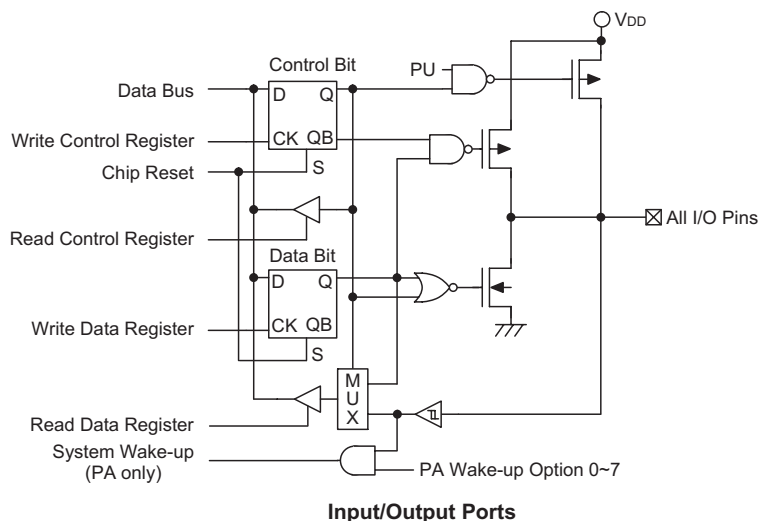 VDD
Control Bit
PU
Data Bus
D Q
Write Control Register
CK QB
Chip Reset
S
All I/O Pins
Read Control Register
Data Bit
D Q
Write Data Register
CK QB
S
M
U
X
Read Data Register
System Wake-up
(PA only)
PA Wake-up Option 0~7
Input/Output Ports